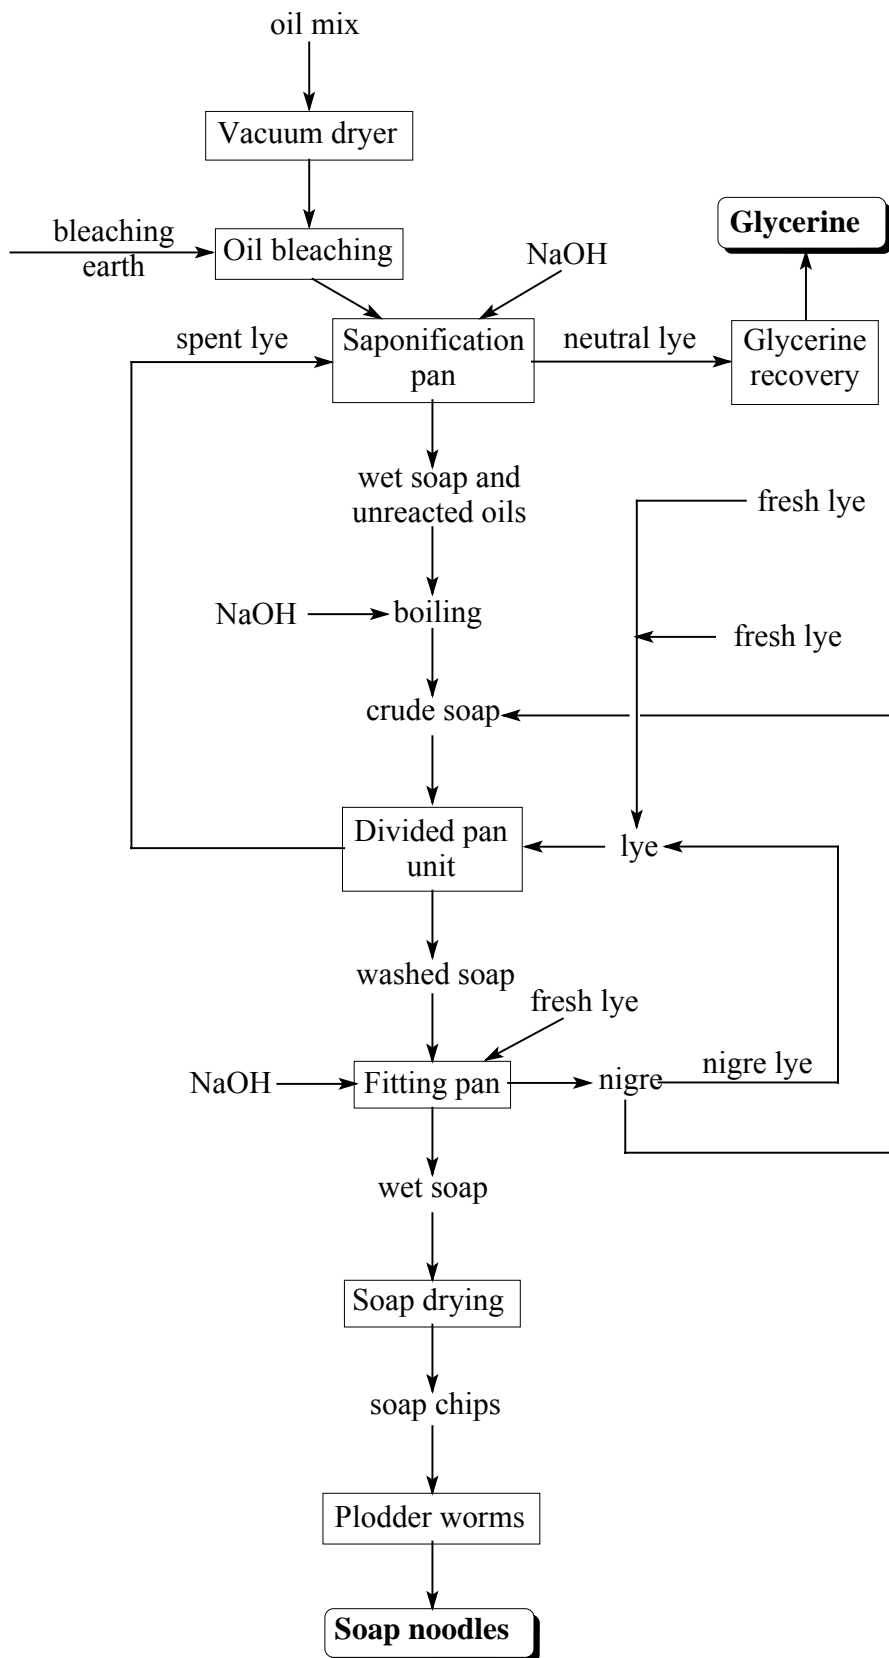 oil mix
Vacuum dryer
bleaching
earth
Oil bleaching
NaOH
Glycerine
spent lye
Saponification
pan
neutral lye
Glycerine
recovery
wet soap and
unreacted oils
fresh lye
NaOH
boiling
fresh lye
crude soap
Divided pan
unit
lye
washed soap
fresh lye
NaOH
Fitting pan
nigre
nigre lye
wet soap
Soap drying
soap chips
Plodder worms
Soap noodles